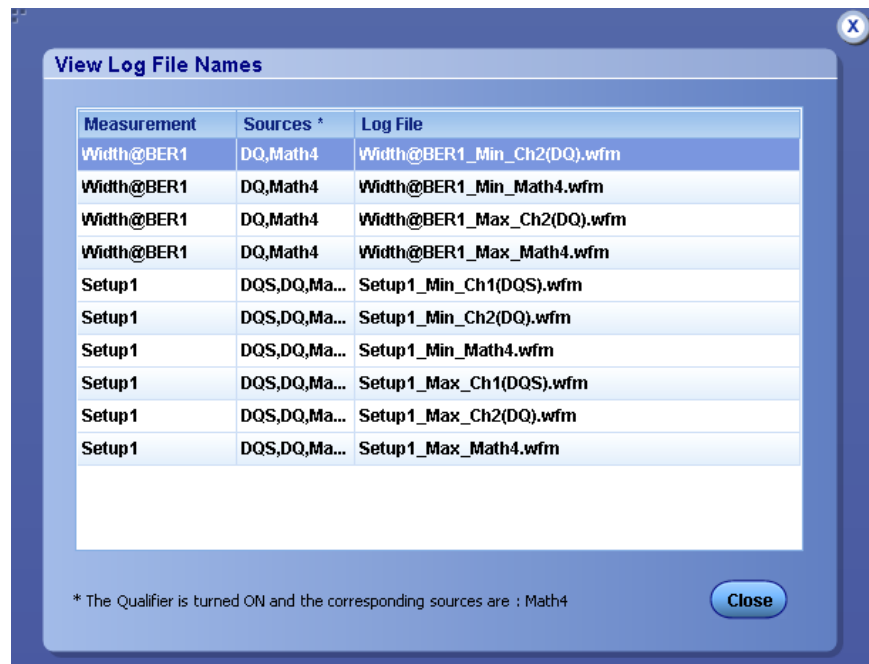 X
View Log File Names
Measurement Sources * Log File
Width@BER1 DQ,Math4 Width@BER1_Min_Ch2(DQ).wfm
Width@BER1 DQ,Math4 Width@BER1_Min_Math4.wfm
Width@BER1 DQ,Math4 Width@BER1_Max_Ch2(DQ).wfm
Width@BER1 DQ,Math4 Width@BER1_Max_Math4.wfm
Setup1 DQS,DQ,Ma... Setup1_Min_Ch1(DQS).wfm
Setup1 DQS,DQ,Ma... Setup1_Min_Ch2(DQ).wfm
Setup1 DQS,DQ,Ma... Setup1_Min_Math4.wfm
Setup1 DQS,DQ,Ma... Setup1_Max_Ch1(DQS).wfm
Setup1 DQS,DQ,Ma... Setup1_Max_Ch2(DQ).wfm
Setup1 DQS,DQ,Ma... Setup1_Max_Math4.wfm
* The Qualifier is turned ON and the corresponding sources are : Math4
Close